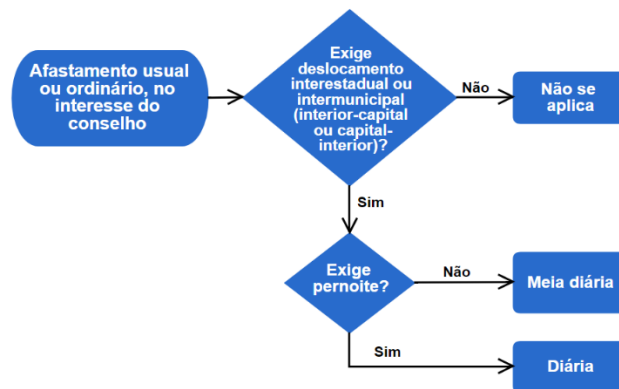 Afastamento usual
ou ordinário, no
interesse do
conselho
Exige
deslocamento
interestadual ou
intermunicipal
(interior-capital
ou capital-
interior)?
Não
Não se
aplica
Sim
Exige
pernoite?
Não
Meia diária
Sim
Diária